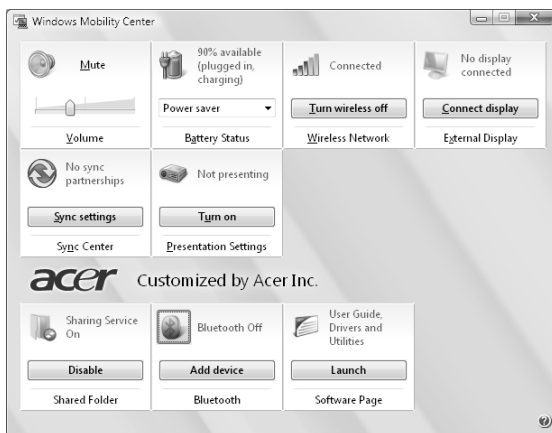 Windows Mobility Center
Mute
Volume
90% available
(plugged in,
charging)
Power saver
Battery Status
Connected
Turn wireless off
Wireless Network
No display
connected
Connect display
External Display
No sync
partnerships
Sync settings
Sync Center
Not presenting
Turn on
Presentation Settings
acer Customized by Acer Inc.
Sharing Service
On
Disable
Shared Folder
Bluetooth Off
Add device
Bluetooth
User Guide,
Drivers and
Utilities
Launch
Software Page